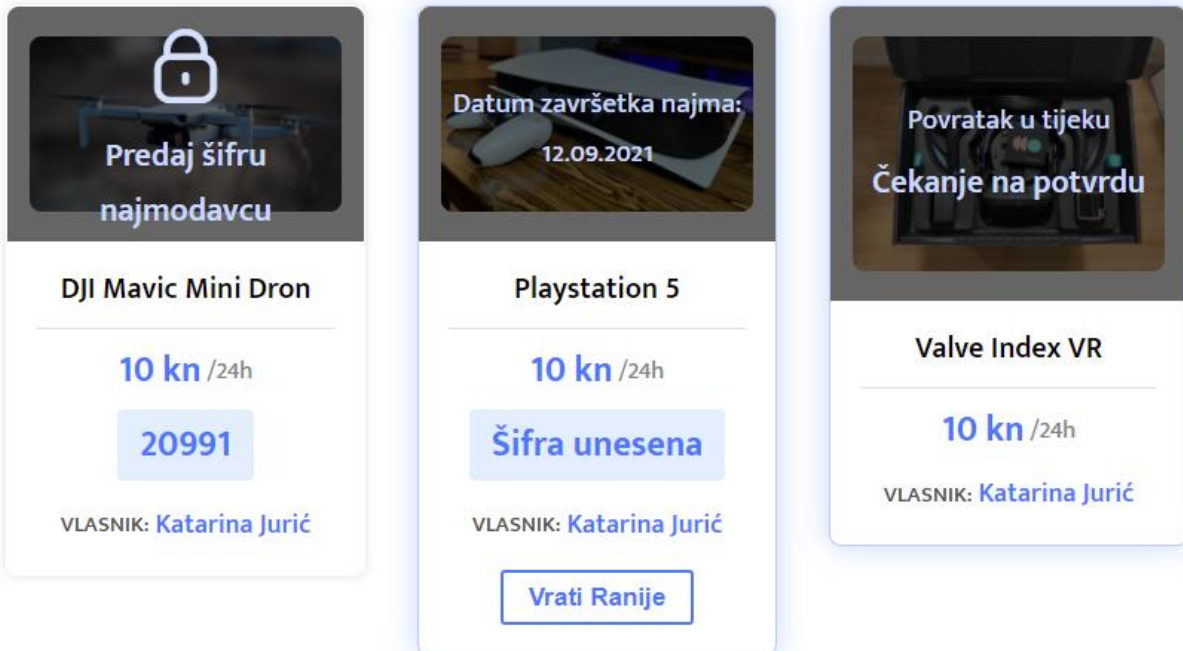 Predaj šifru
najmodavcu
DJI Mavic Mini Dron
10 kn /24h
20991
VLASNIK: Katarina Jurić
Datum završetka najma:
12.09.2021
Playstation 5
10 kn /24h
Šifra unesena
VLASNIK: Katarina Jurić
Vrati Ranije
Povratak u tijeku
Čekanje na potvrdu
Valve Index VR
10 kn /24h
VLASNIK: Katarina Jurić